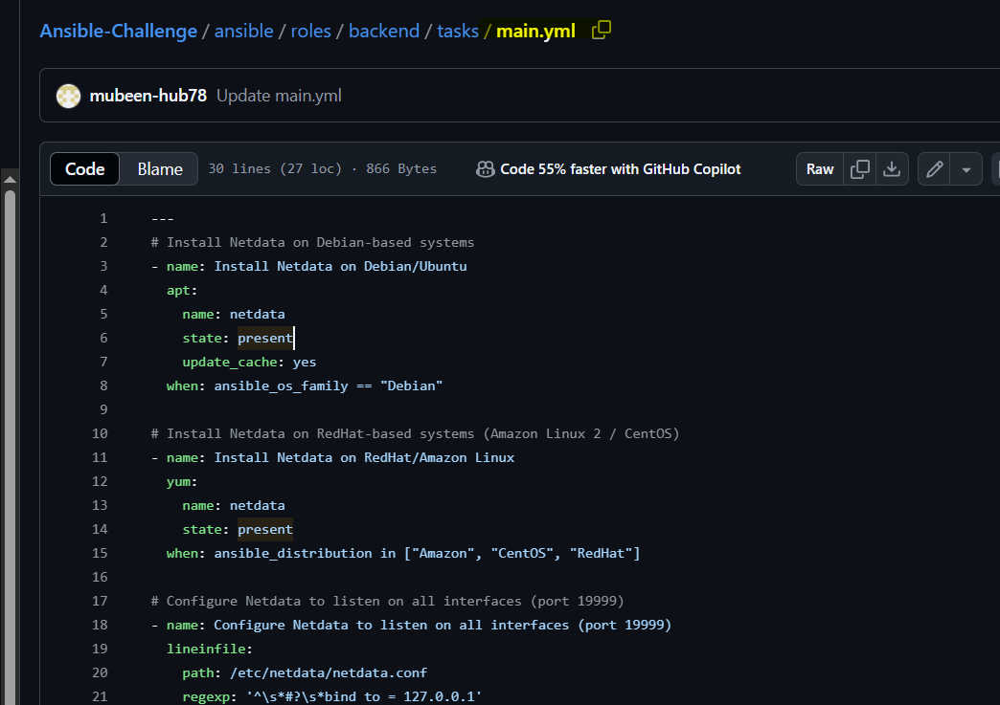 Ansible-Challenge / ansible / roles / backend / tasks / main.yml
mubeen-hub78 Update main.yml
Code Blame 30 lines (27 loc) · 866 Bytes Code 55% faster with GitHub Copilot Raw
1 ---
2 # Install Netdata on Debian-based systems
3 - name: Install Netdata on Debian/Ubuntu
4 apt:
5 name: netdata
6 state: present
7 update_cache: yes
8 when: ansible_os_family == "Debian"
9
10 # Install Netdata on RedHat-based systems (Amazon Linux 2 / CentOS)
11 - name: Install Netdata on RedHat/Amazon Linux
12 yum:
13 name: netdata
14 state: present
15 when: ansible_distribution in ["Amazon", "CentOS", "RedHat"]
16
17 # Configure Netdata to listen on all interfaces (port 19999)
18 - name: Configure Netdata to listen on all interfaces (port 19999)
19 lineinfile:
20 path: /etc/netdata/netdata.conf
21 regexp: '^\s*#?\s*bind to = 127.0.0.1'